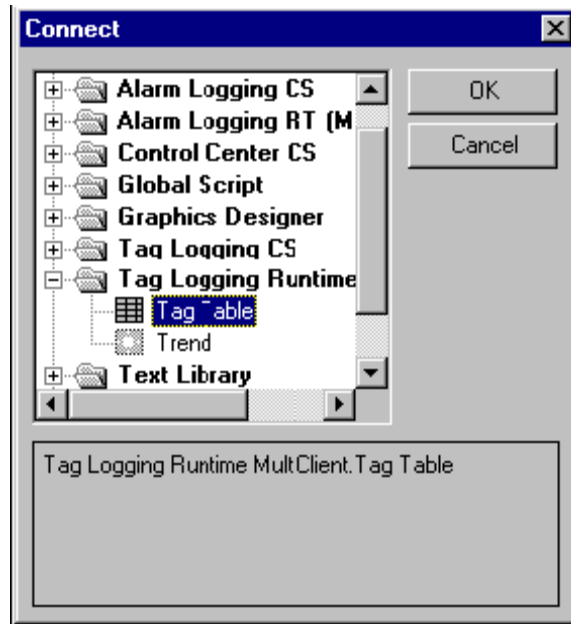 Connect
Alarm Logging CS
OK
Alarm Logging RT (M
Control Center CS
Cancel
Global Script
Graphics Designer
Tag Logging CS
Tag Logging Runtime
Tag Table
Trend
Text Library
Tag Logging Runtime MultClient.Tag Table